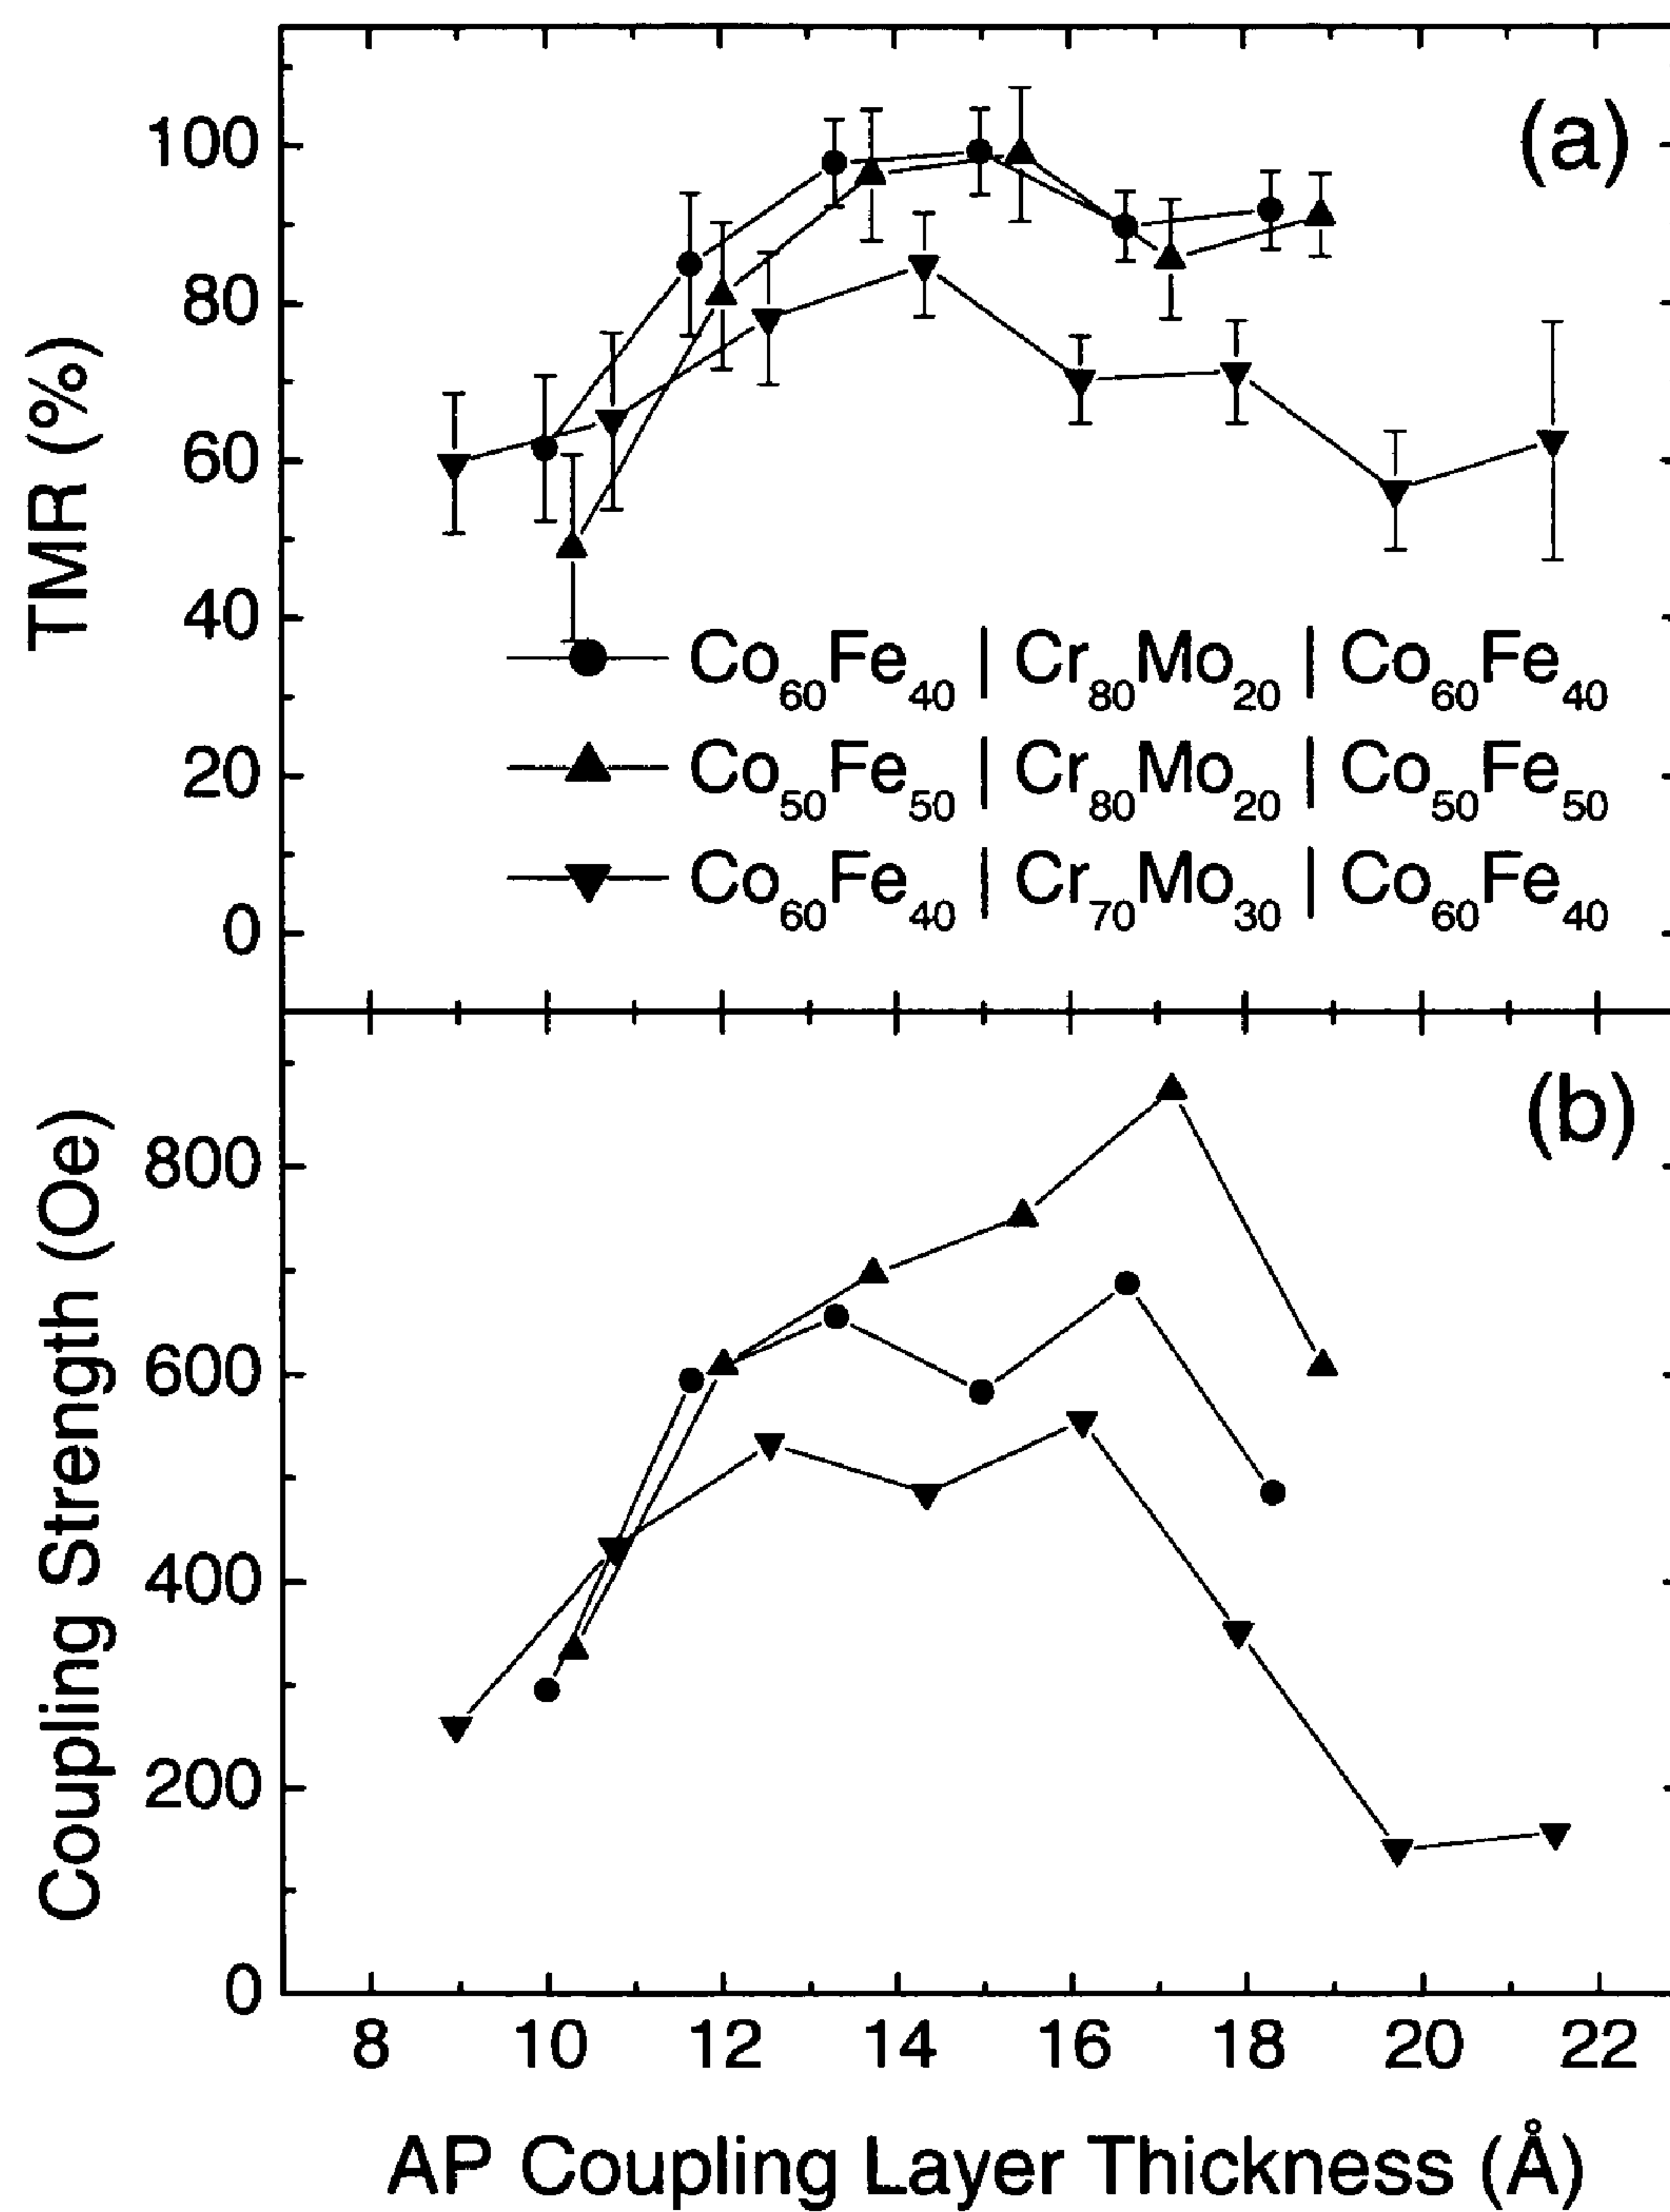 (a)
100
80
60
40
20
0
TMR (%)
Co60Fe40 | Cr80Mo20 | Co60Fe40
Co50Fe50 | Cr80Mo20 | Co50Fe50
Co60Fe40 | Cr70Mo30 | Co60Fe40
(b)
800
600
400
200
0
Coupling Strength (Oe)
8 10 12 14 16 18 20 22
AP Coupling Layer Thickness (Å)